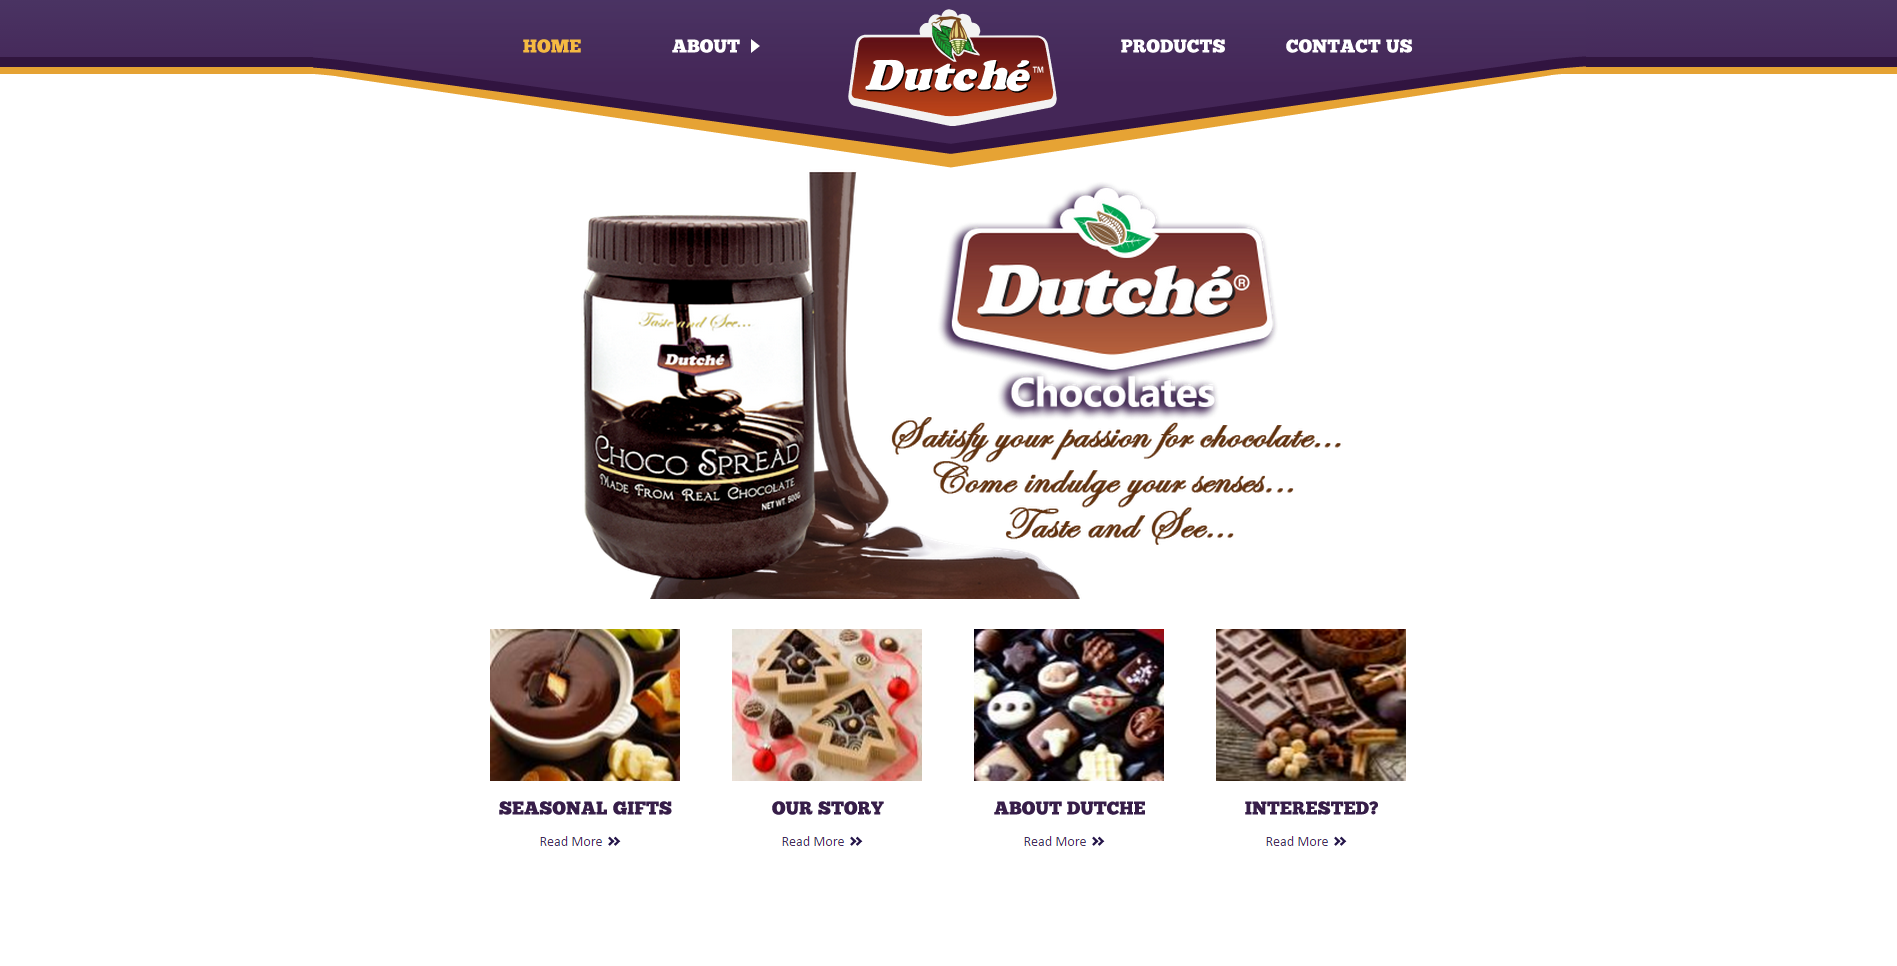 HOME
ABOUT
Dutché™
PRODUCTS
CONTACT US
Taste and See...
Dutché
CHOCO SPREAD
MADE FROM REAL CHOCOLATE
NET WT. 500G
Dutché®
Chocolates
Satisfy your passion for chocolate...
Come indulge your senses...
Taste and See...
SEASONAL GIFTS
OUR STORY
ABOUT DUTCHE
INTERESTED?
Read More »
Read More »
Read More »
Read More »